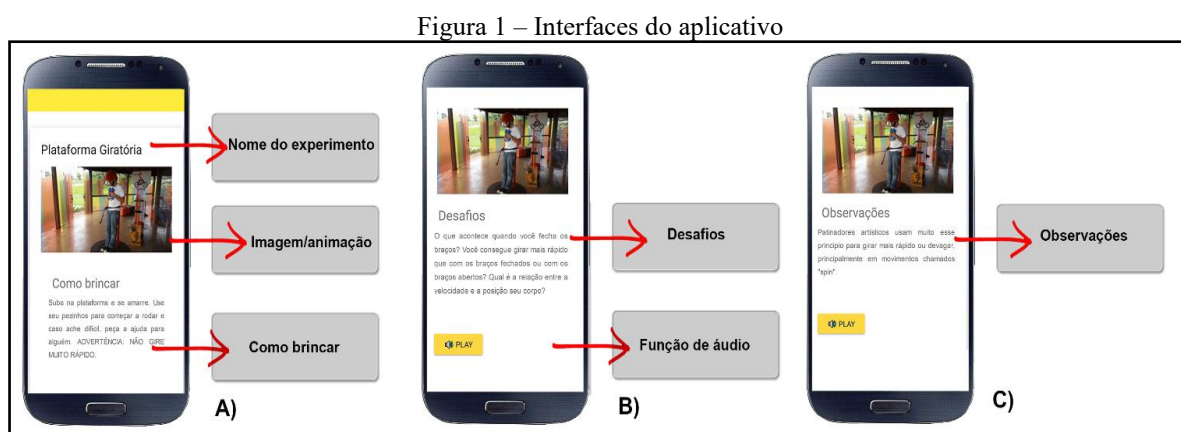 Figura 1 – Interfaces do aplicativo
Plataforma Giratória
Como brincar
Suba na plataforma e se amarre. Use
seu pezinhos para começar a rodar e
caso ache difícil, peça a ajuda para
alguém. ADVERTÊNCIA: NÃO GIRE
MUITO RÁPIDO.
Nome do experimento
Imagem/animação
Como brincar
A)
Desafios
O que acontece quando você fecha os
braços? Você consegue girar mais rápido
que com os braços fechados ou com os
braços abertos? Qual é a relação entre a
velocidade e a posição seu corpo?
PLAY
Desafios
Função de áudio
B)
Observações
Patinadores artísticos usam muito esse
principio para girar mais rápido ou devagar,
principalmente em movimentos chamados
"spin".
PLAY
Observações
C)